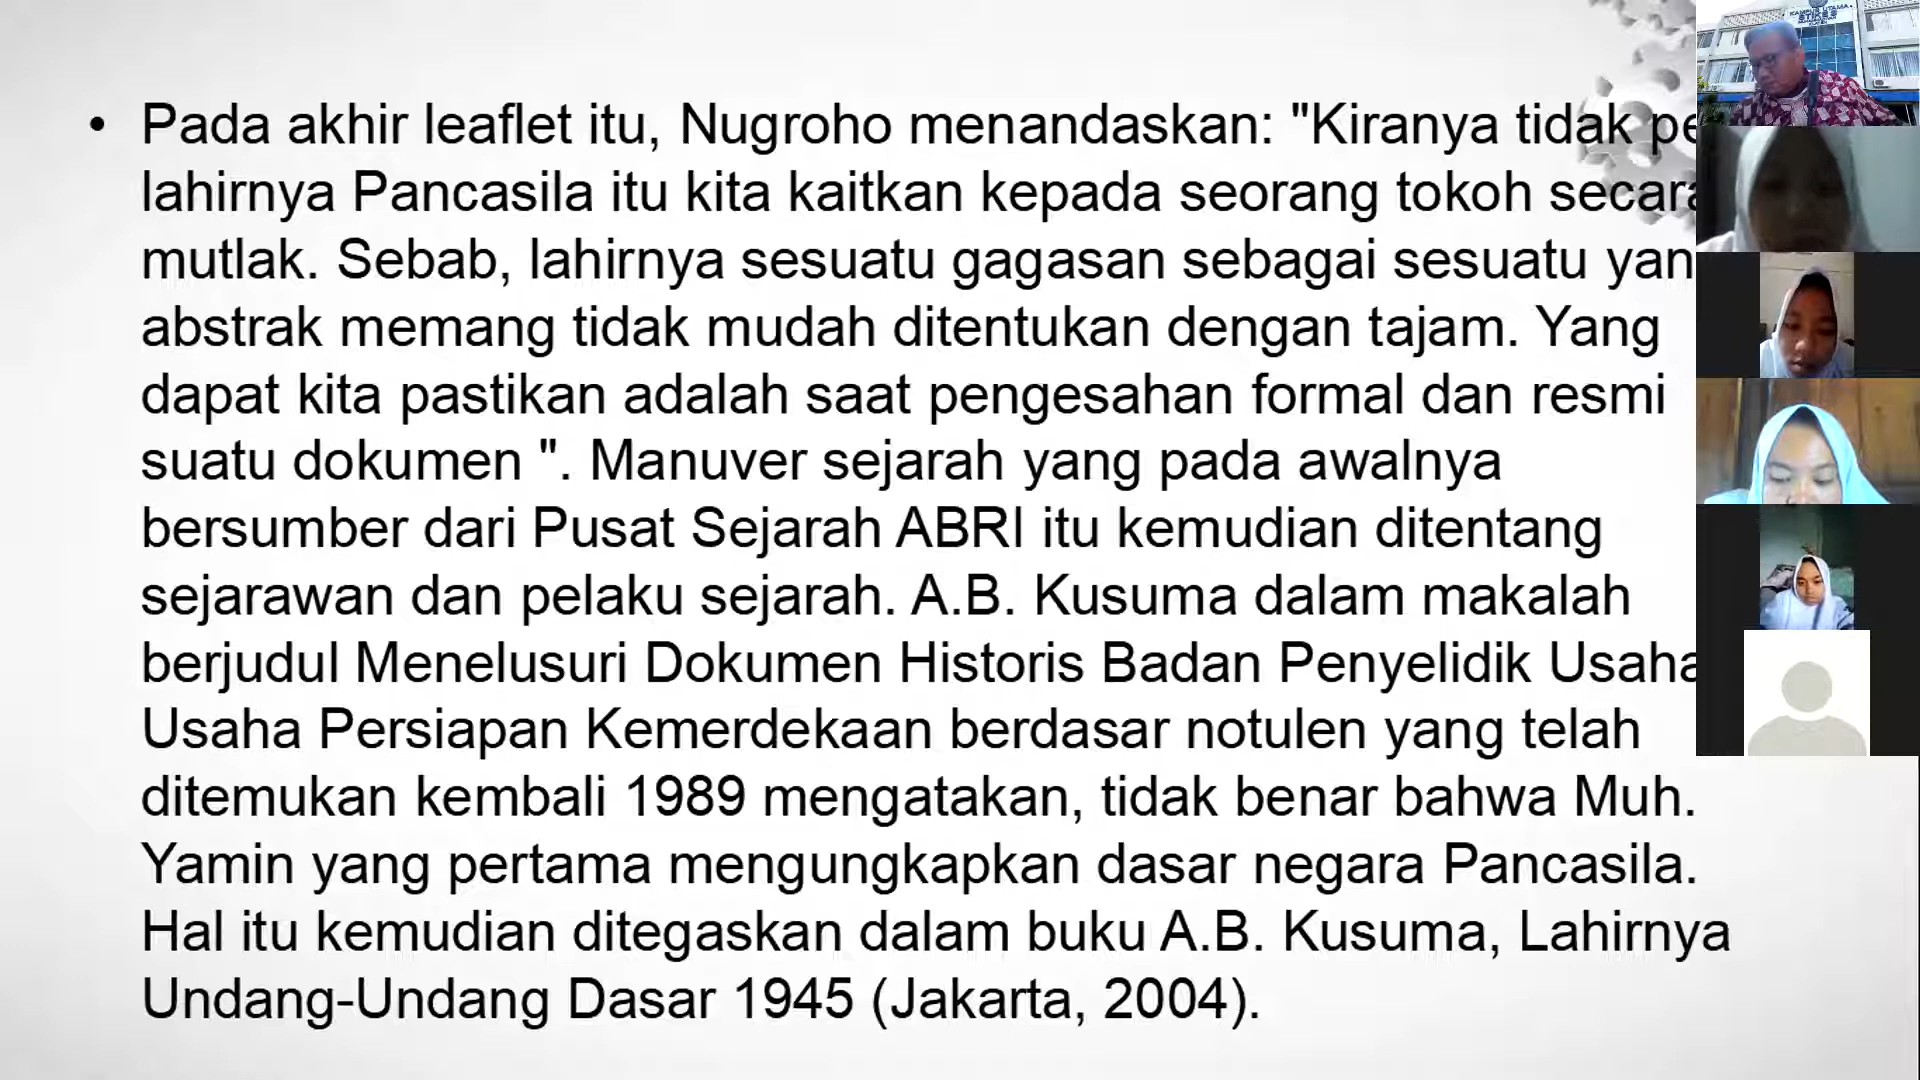 • Pada akhir leaflet itu, Nugroho menandaskan: "Kiranya tidak
lahirnya Pancasila itu kita kaitkan kepada seorang tokoh secara
mutlak. Sebab, lahirnya sesuatu gagasan sebagai sesuatu
abstrak memang tidak mudah ditentukan dengan tajam. Yang
dapat kita pastikan adalah saat pengesahan formal dan resmi
suatu dokumen ". Manuver sejarah yang pada awalnya
bersumber dari Pusat Sejarah ABRI itu kemudian ditentang
sejarawan dan pelaku sejarah. A.B. Kusuma dalam makalah
berjudul Menelusuri Dokumen Historis Badan Penyelidik Usaha
Usaha Persiapan Kemerdekaan berdasar notulen yang telah
ditemukan kembali 1989 mengatakan, tidak benar bahwa Muh.
Yamin yang pertama mengungkapkan dasar negara Pancasila.
Hal itu kemudian ditegaskan dalam buku A.B. Kusuma, Lahirnya
Undang-Undang Dasar 1945 (Jakarta, 2004).
KAMPUS UTAMA